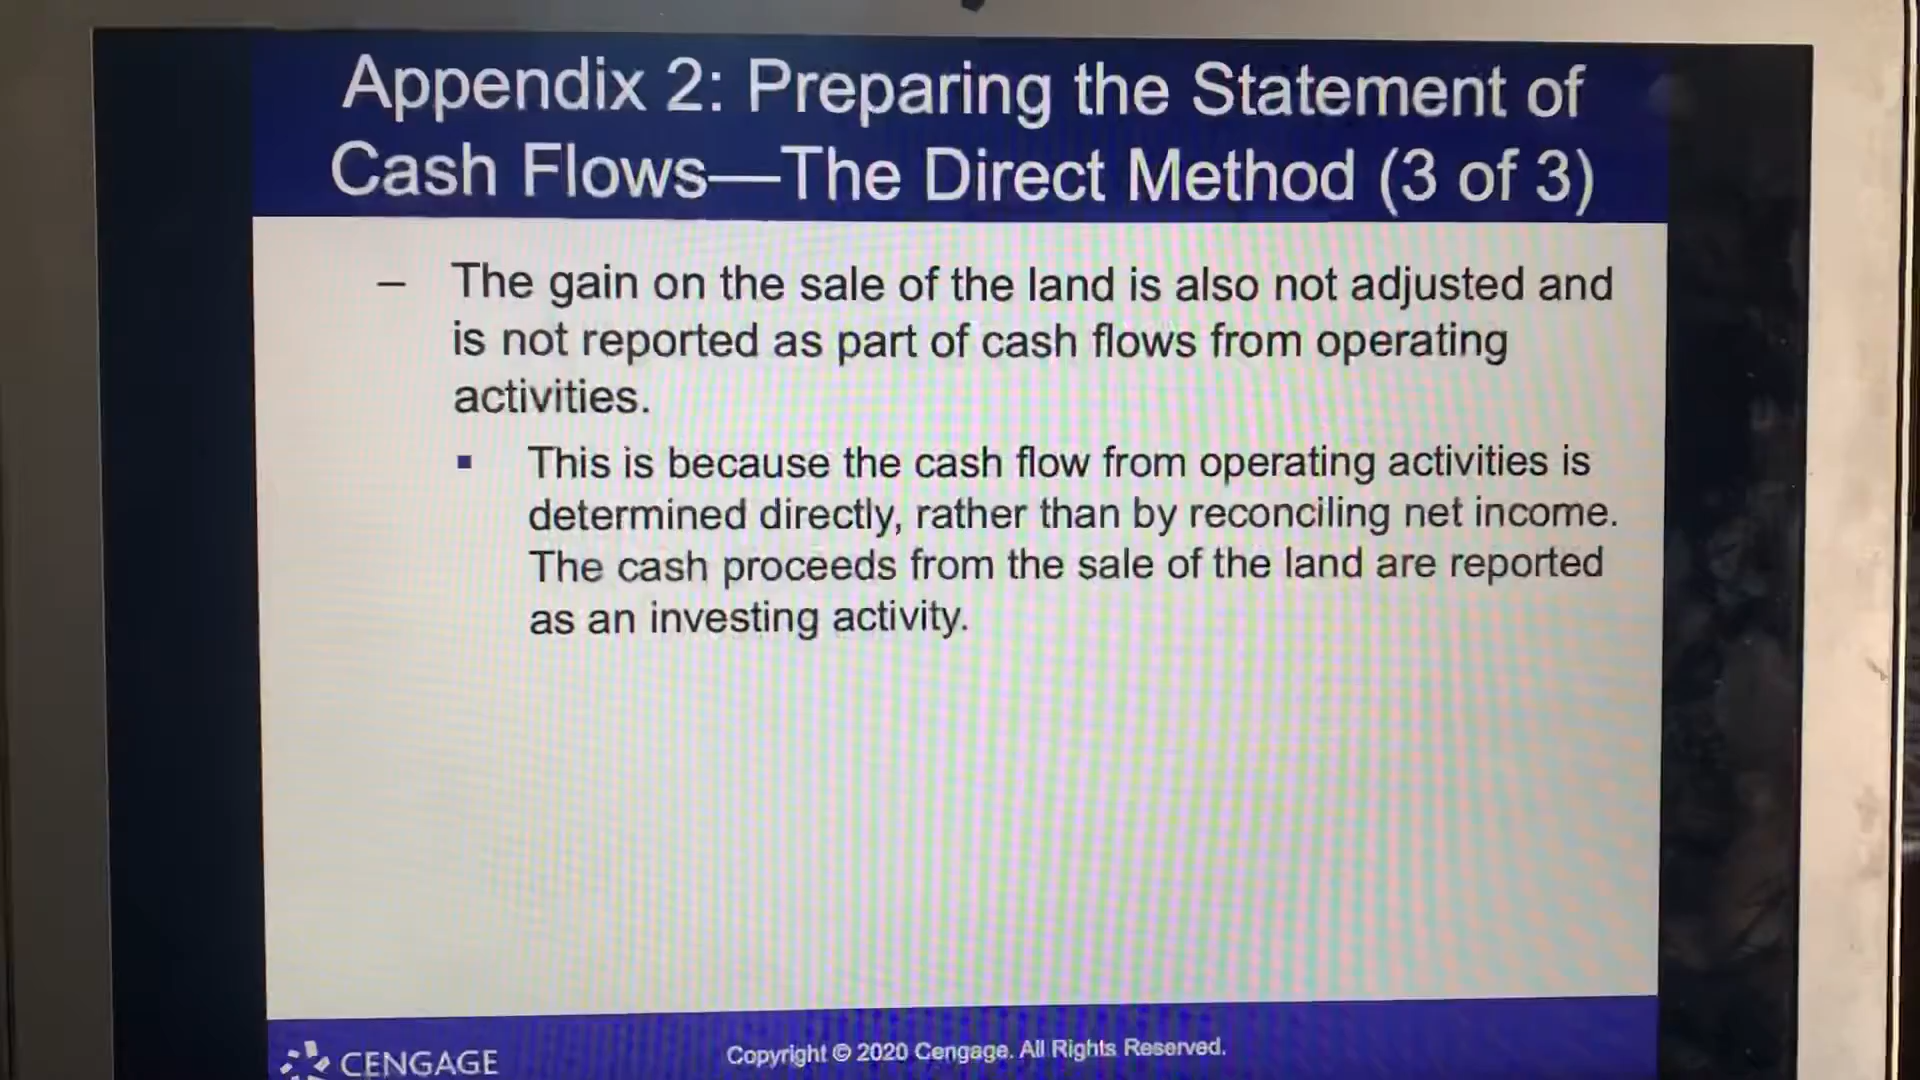 Appendix 2: Preparing the Statement of
Cash Flows—The Direct Method (3 of 3)
– The gain on the sale of the land is also not adjusted and
is not reported as part of cash flows from operating
activities.
▪ This is because the cash flow from operating activities is
determined directly, rather than by reconciling net income.
The cash proceeds from the sale of the land are reported
as an investing activity.
CENGAGE
Copyright © 2020 Cengage. All Rights Reserved.